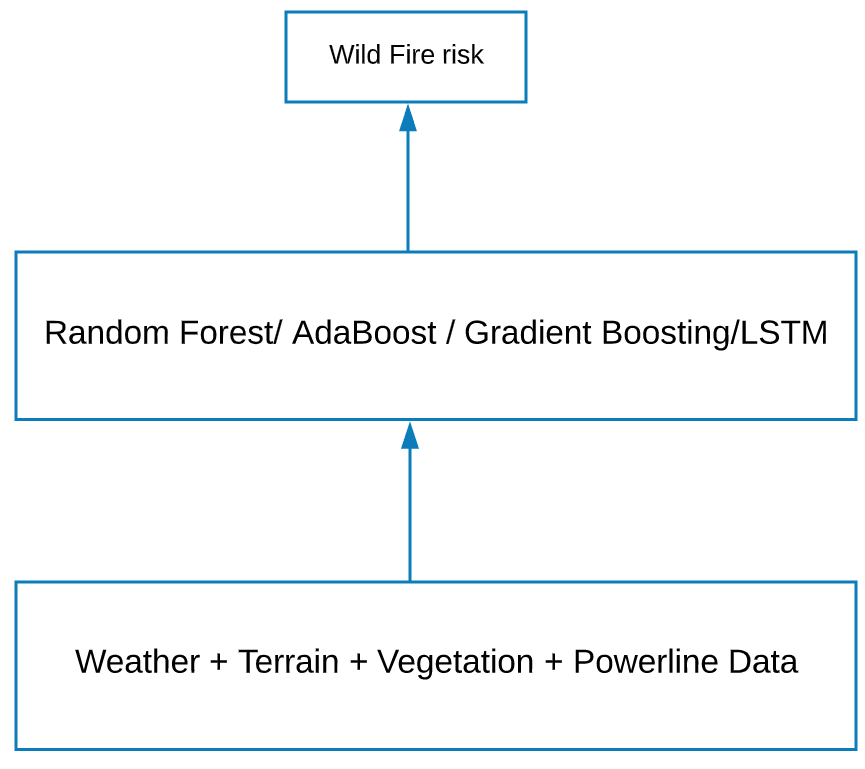 Wild Fire risk
Random Forest/ AdaBoost / Gradient Boosting/LSTM
Weather + Terrain + Vegetation + Powerline Data